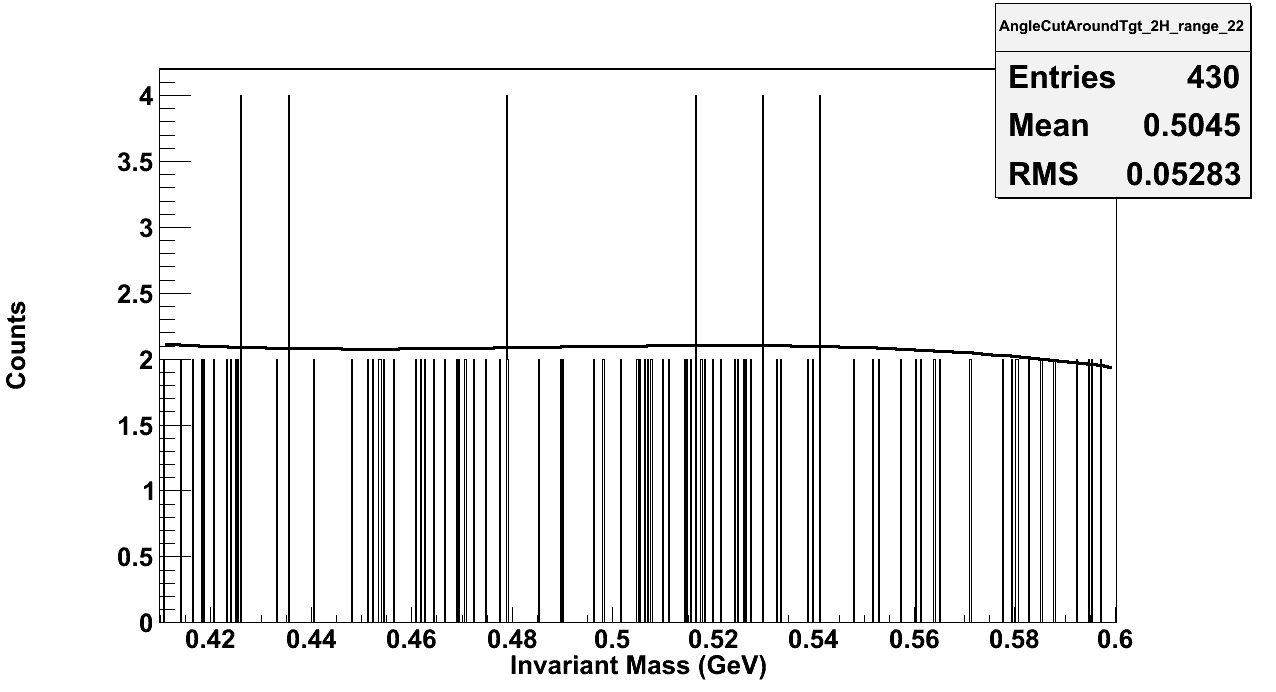 AngleCutAroundTgt_2H_range_22
Entries 430
Mean 0.5045
RMS 0.05283
Counts
4
3.5
3
2.5
2
1.5
1
0.5
0
0.42 0.44 0.46 0.48 0.5 0.52 0.54 0.56 0.58 0.6
Invariant Mass (GeV)